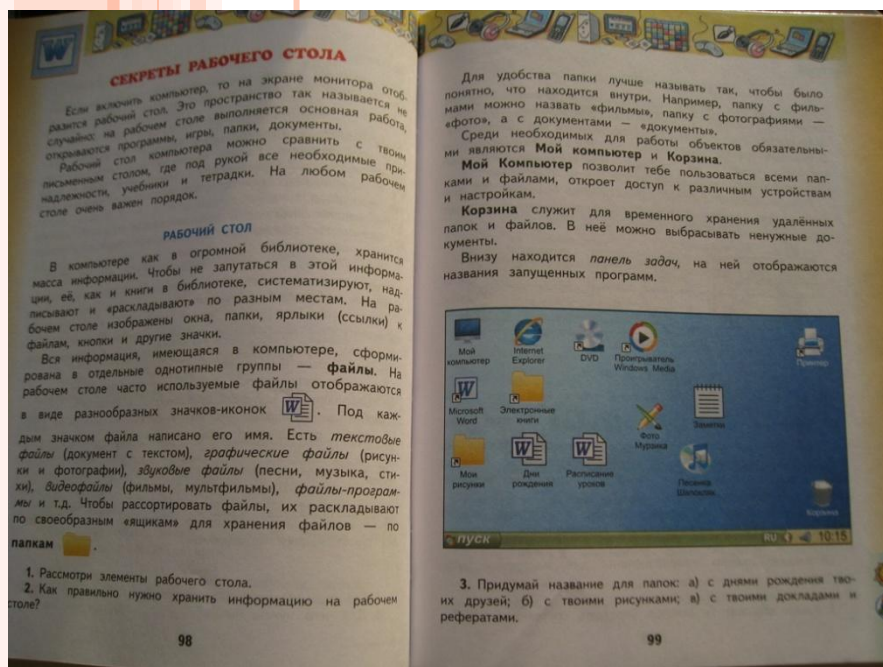 W
СЕКРЕТЫ РАБОЧЕГО СТОЛА
Если включить компьютер, то на экране монитора отоб-
разится рабочий стол. Это пространство так называется не
случайно: на рабочем столе выполняется основная работа,
открываются программы, игры, папки, документы.
Рабочий стол компьютера можно сравнить с твоим
письменным столом, где под рукой все необходимые при-
надлежности, учебники и тетрадки. На любом рабочем
столе очень важен порядок.
РАБОЧИЙ СТОЛ
В компьютере как в огромной библиотеке, хранится
масса информации. Чтобы не запутаться в этой информа-
ции, её, как и книги в библиотеке, систематизируют, над-
писывают и «раскладывают» по разным местам. На ра-
бочем столе изображены окна, папки, ярлыки (ссылки) к
файлам, кнопки и другие значки.
Вся информация, имеющаяся в компьютере, сформи-
рована в отдельные однотипные группы — файлы. На
рабочем столе часто используемые файлы отображаются
в виде разнообразных значков-иконок W . Под каж-
дым значком файла написано его имя. Есть текстовые
файлы (документ с текстом), графические файлы (рисун-
ки и фотографии), звуковые файлы (песни, музыка, сти-
хи), видеофайлы (фильмы, мультфильмы), файлы-програм-
мы и т.д. Чтобы рассортировать файлы, их раскладывают
по своеобразным «ящикам» для хранения файлов — по
папкам .
1. Рассмотри элементы рабочего стола.
2. Как правильно нужно хранить информацию на рабочем
столе?
98
Для удобства папки лучше называть так, чтобы было
понятно, что находится внутри. Например, папку с филь-
мами можно назвать «фильмы», папку с фотографиями —
«фото», а с документами — «документы».
Среди необходимых для работы объектов обязательны-
ми являются Мой компьютер и Корзина.
Мой Компьютер позволит тебе пользоваться всеми пап-
ками и файлами, откроет доступ к различным устройствам
и настройкам.
Корзина служит для временного хранения удалённых
папок и файлов. В неё можно выбрасывать ненужные до-
кументы.
Внизу находится панель задач, на ней отображаются
названия запущенных программ.
Мой компьютер
Internet Explorer
DVD
Проигрыватель Windows Media
Принтер
Microsoft Word
Электронные книги
Фото Мурзика
Заметки
Мои рисунки
Дни рождения
Расписание уроков
Песенка Шапокляк
Корзина
пуск
RU
10:15
3. Придумай название для папок: а) с днями рождения тво-
их друзей; б) с твоими рисунками; в) с твоими докладами и
рефератами.
99